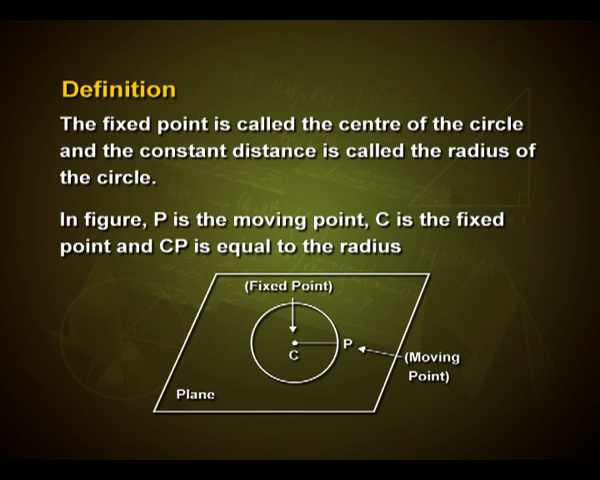 Definition
The fixed point is called the centre of the circle
and the constant distance is called the radius of
the circle.
In figure, P is the moving point, C is the fixed
point and CP is equal to the radius
(Fixed Point)
P
C
(Moving
Point)
Plane